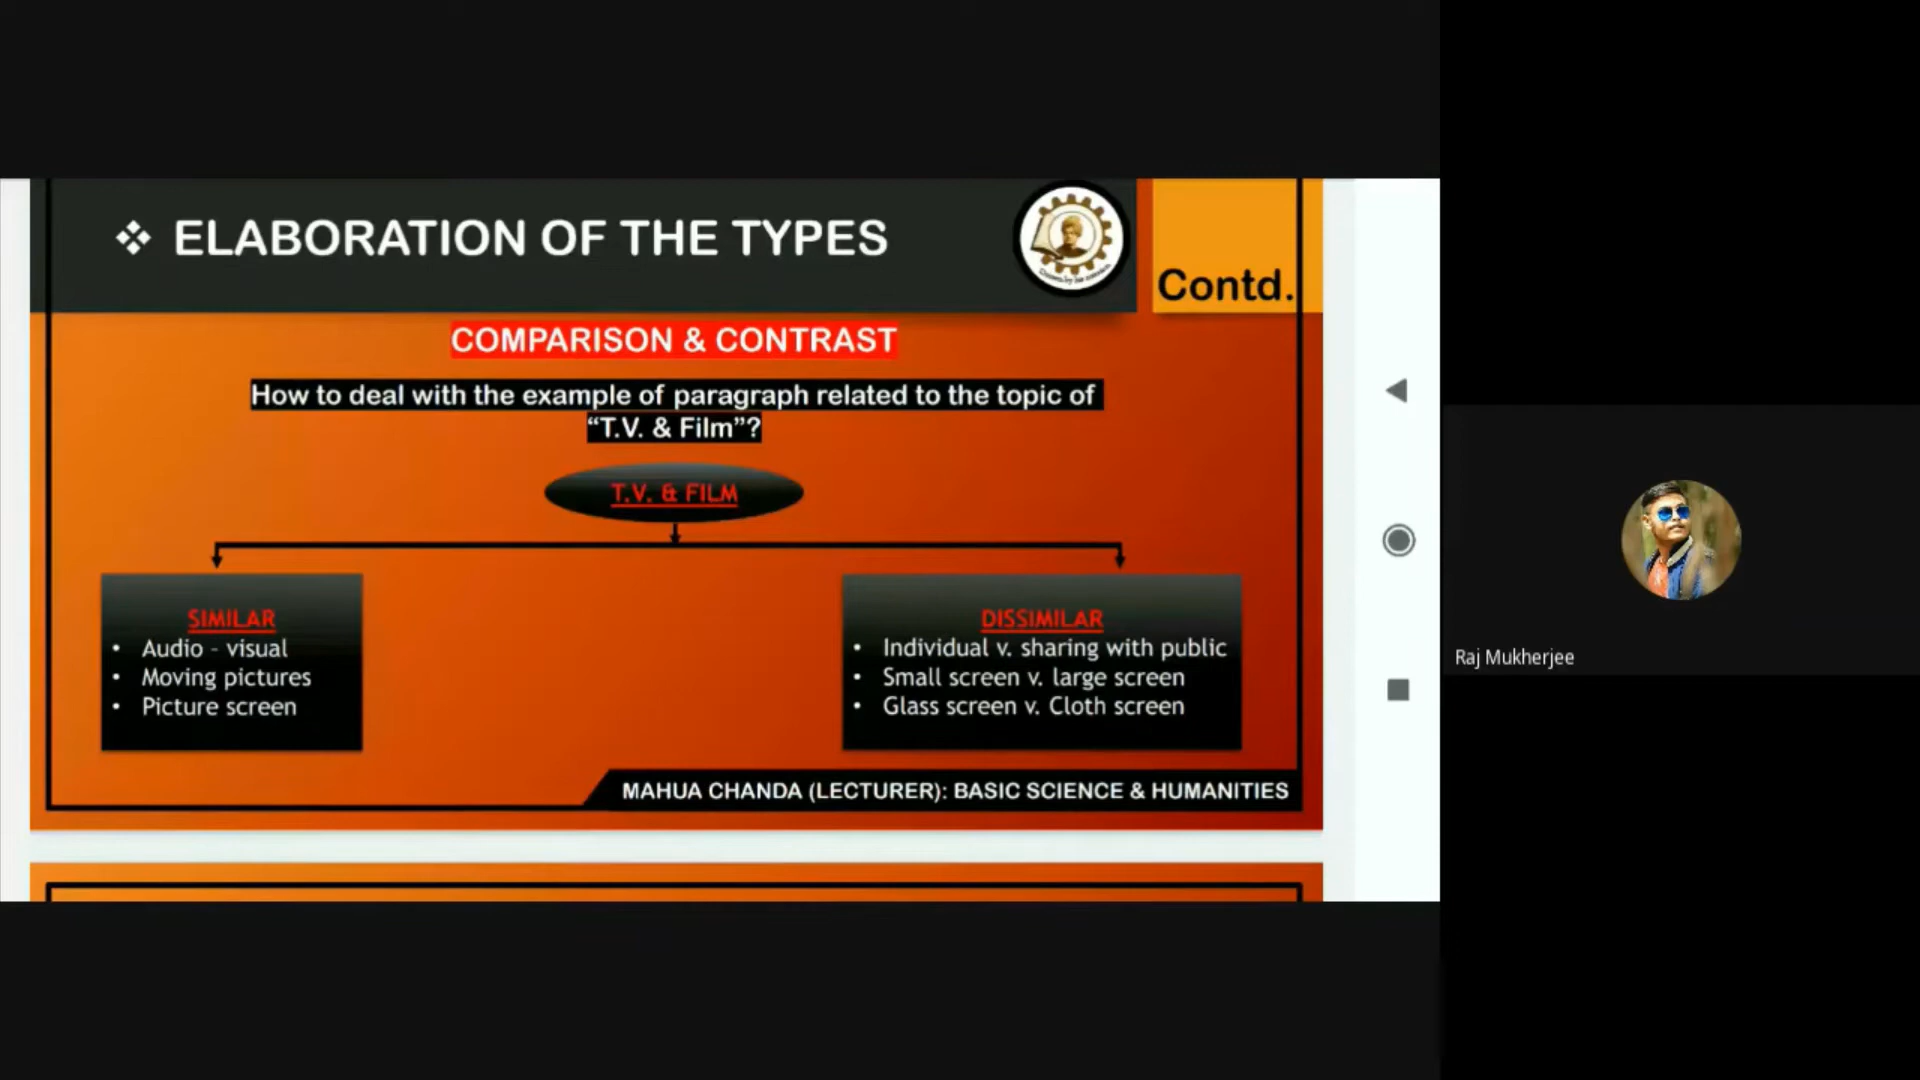 ❖ ELABORATION OF THE TYPES
Contd.
COMPARISON & CONTRAST
How to deal with the example of paragraph related to the topic of
“T.V. & Film”?
T.V. & FILM
SIMILAR
• Audio - visual
• Moving pictures
• Picture screen
DISSIMILAR
• Individual v. sharing with public
• Small screen v. large screen
• Glass screen v. Cloth screen
MAHUA CHANDA (LECTURER): BASIC SCIENCE & HUMANITIES
Raj Mukherjee